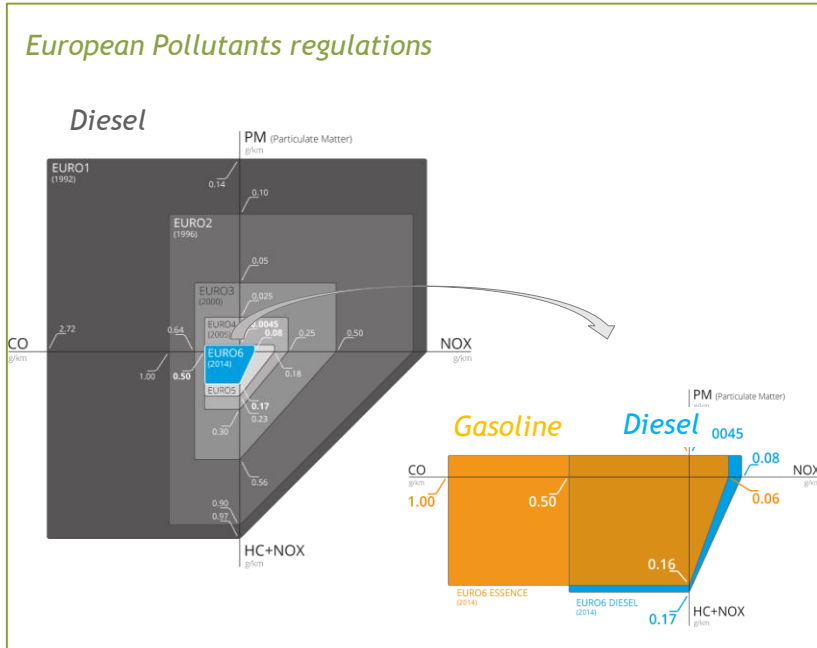 European Pollutants regulations
Diesel
PM (Particulate Matter)
g/km
EURO1
(1992)
0.14
0.10
EURO2
(1996)
0.05
EURO3
(2000)
0.025
EURO4
(2005)
0.0045
0.08
2.72
0.64
0.25
0.50
CO
g/km
NOX
g/km
EURO6
(2014)
1.00
0.50
0.18
EURO5
0.17
0.23
0.30
0.56
0.90
0.97
HC+NOX
g/km
PM (Particulate Matter)
g/km
Gasoline
Diesel
0045
0.08
CO
g/km
NOX
g/km
1.00
0.50
0.06
0.16
EURO6 ESSENCE
(2014)
EURO6 DIESEL
(2014)
0.17
HC+NOX
g/km